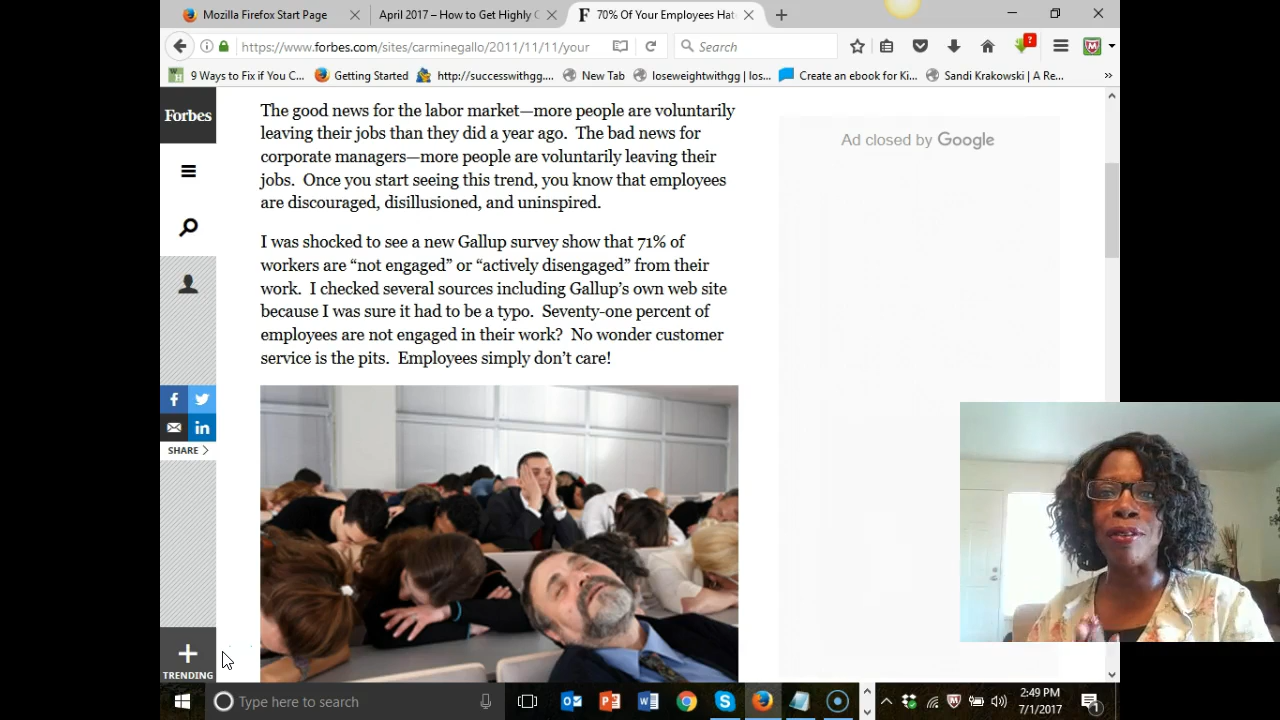 Mozilla Firefox Start Page
April 2017 – How to Get Highly C
F 70% Of Your Employees Hat
https://www.forbes.com/sites/carminegallo/2011/11/11/your
Search
?
9 Ways to Fix if You C...
Getting Started
http://successwithgg....
New Tab
loseweightwithgg | los...
Create an ebook for Ki...
Sandi Krakowski | A Re...
»
Forbes
The good news for the labor market—more people are voluntarily
leaving their jobs than they did a year ago. The bad news for
corporate managers—more people are voluntarily leaving their
jobs. Once you start seeing this trend, you know that employees
are discouraged, disillusioned, and uninspired.
I was shocked to see a new Gallup survey show that 71% of
workers are “not engaged” or “actively disengaged” from their
work. I checked several sources including Gallup’s own web site
because I was sure it had to be a typo. Seventy-one percent of
employees are not engaged in their work? No wonder customer
service is the pits. Employees simply don’t care!
Ad closed by Google
SHARE
TRENDING
Type here to search
2:49 PM
7/1/2017
1